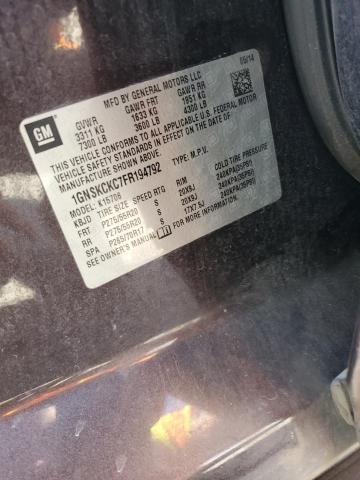 GM
MFD BY GENERAL MOTORS LLC 05/14
GVWR GAWR FRT GAWR RR
3311 KG 1633 KG 1951 KG
7300 LB 3600 LB 4300 LB
THIS VEHICLE CONFORMS TO ALL APPLICABLE U.S. FEDERAL MOTOR
VEHICLE SAFETY STANDARDS IN EFFECT ON THE DATE OF
MANUFACTURE SHOWN ABOVE.
1GNSKCKC7FR194792 TYPE: M.P.V.
MODEL: K15706
KBJD TIRE SIZE SPEED RTG RIM COLD TIRE PRESSURE
FRT P275/55R20 S 20X9J 240KPA(35PSI)
RR P275/55R20 S 20X9J 240KPA(35PSI)
SPA P265/70R17 S 17X7.5J 240KPA(35PSI)
SEE OWNER'S MANUAL